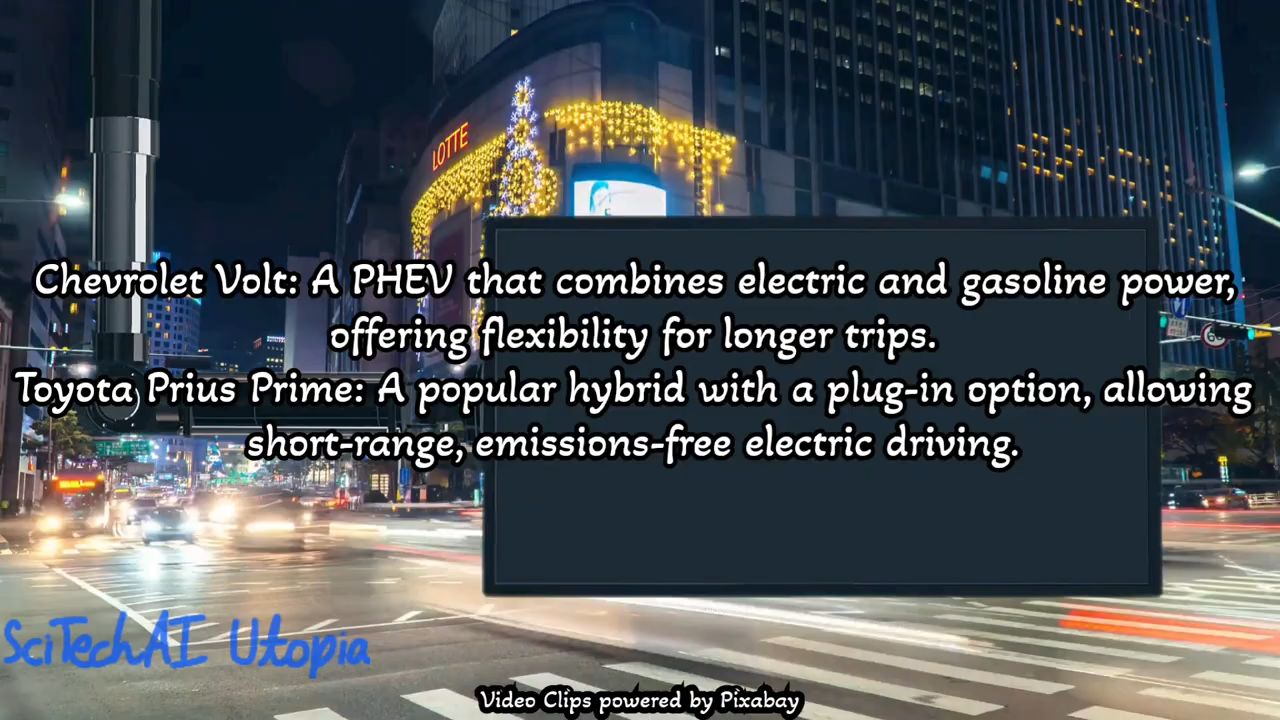 LOTTE
Chevrolet Volt: A PHEV that combines electric and gasoline power,
offering flexibility for longer trips.
Toyota Prius Prime: A popular hybrid with a plug-in option, allowing
short-range, emissions-free electric driving.
SciTechAI Utopia
Video Clips powered by Pixabay